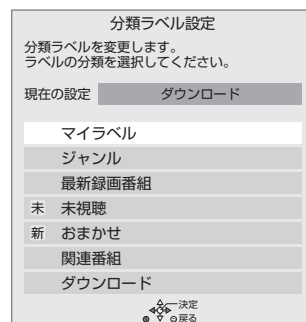 分類ラベル設定
分類ラベルを変更します。
ラベルの分類を選択してください。
現在の設定 ダウンロード
マイラベル
ジャンル
最新録画番組
未 未視聴
新 おまかせ
関連番組
ダウンロード
決定
戻る